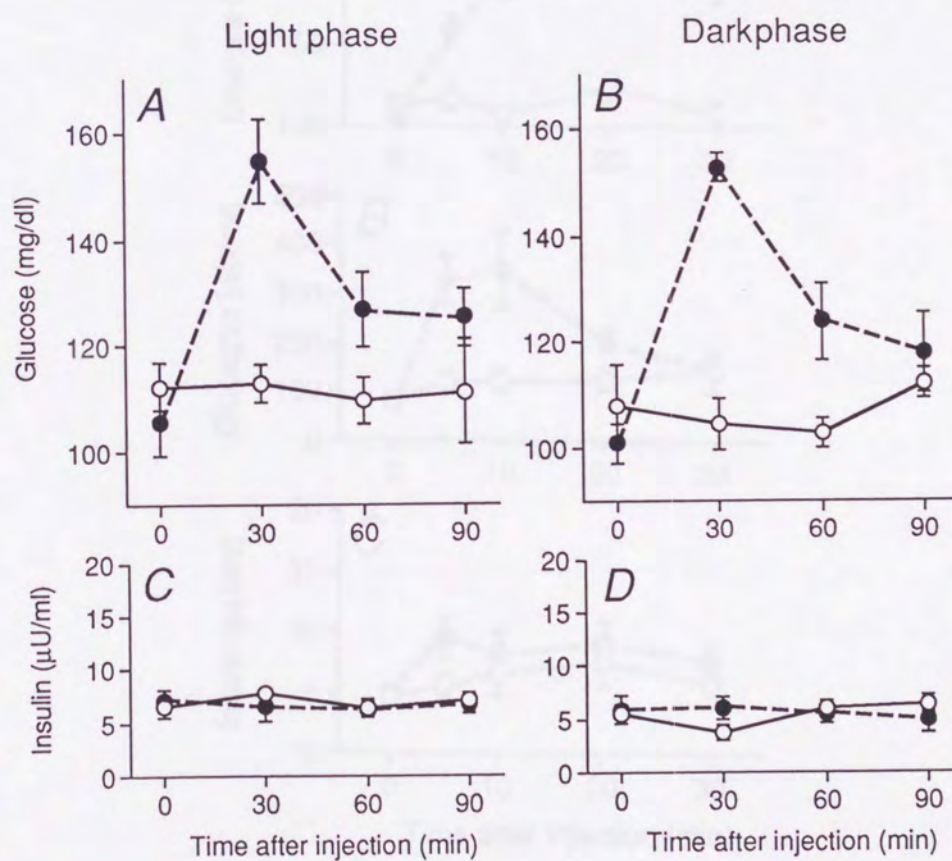 Light phase
Darkphase
A
B
Glucose (mg/dl)
160
140
120
100
0 30 60 90
160
140
120
100
0 30 60 90
C
D
Insulin (μU/ml)
20
15
10
5
0
0 30 60 90
Time after injection (min)
20
15
10
5
0
0 30 60 90
Time after injection (min)